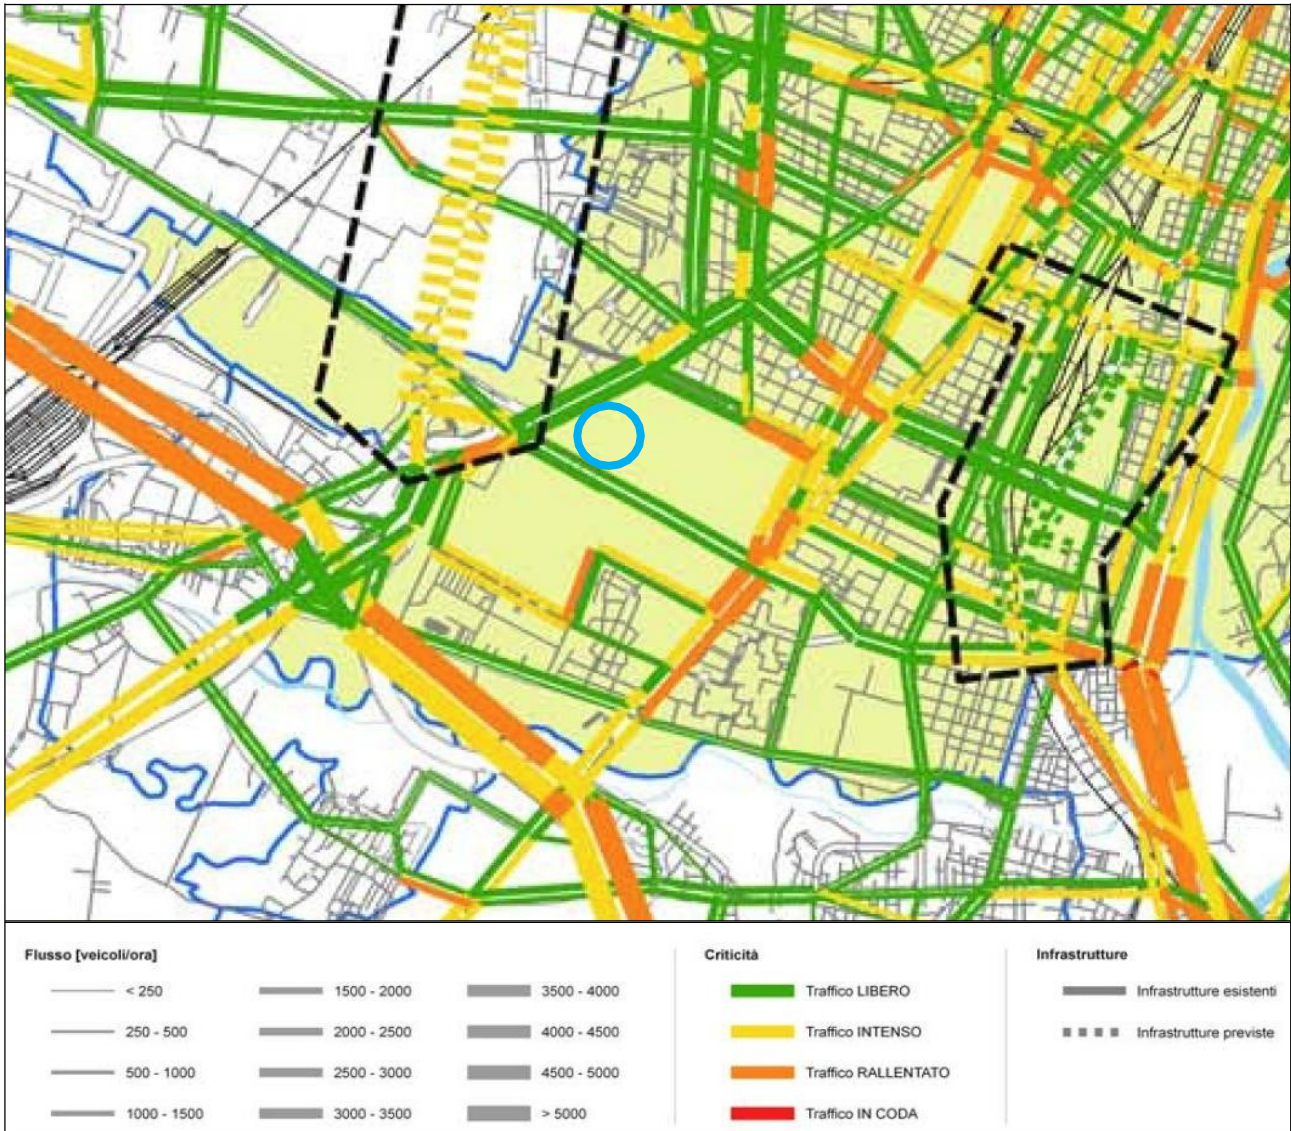 Flusso [veicoli/ora]
< 250
250 - 500
500 - 1000
1000 - 1500
1500 - 2000
2000 - 2500
2500 - 3000
3000 - 3500
3500 - 4000
4000 - 4500
4500 - 5000
> 5000
Criticità
Traffico LIBERO
Traffico INTENSO
Traffico RALLENTATO
Traffico IN CODA
Infrastrutture
Infrastrutture esistenti
Infrastrutture previste